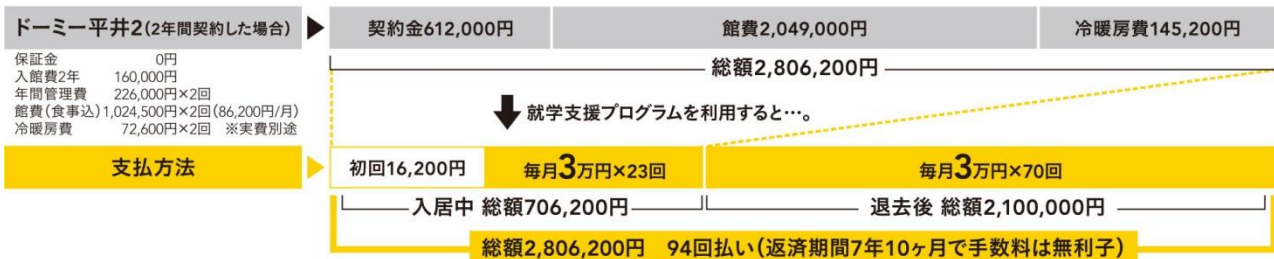 ドーミー平井2(2年間契約した場合)
契約金612,000円
館費2,049,000円
冷暖房費145,200円
保証金 0円
入館費2年 160,000円
年間管理費 226,000円×2回
館費(食事込)1,024,500円×2回(86,200円/月)
冷暖房費 72,600円×2回 ※実費別途
総額2,806,200円
就学支援プログラムを利用すると…。
支払方法
初回16,200円
毎月3万円×23回
毎月3万円×70回
入居中 総額706,200円
退去後 総額2,100,000円
総額2,806,200円 94回払い(返済期間7年10ヶ月で手数料は無利子)